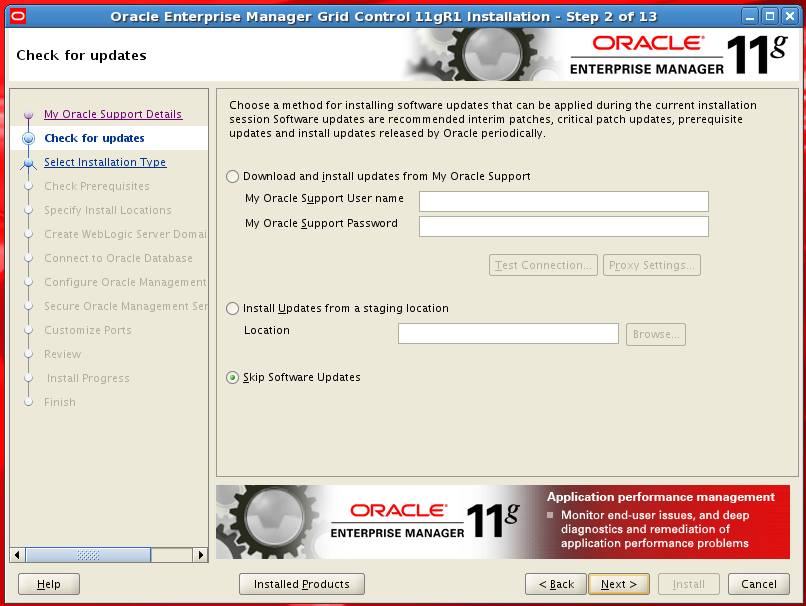 Oracle Enterprise Manager Grid Control 11gR1 Installation - Step 2 of 13
Check for updates
ORACLE
ENTERPRISE MANAGER 11g
My Oracle Support Details
Check for updates
Select Installation Type
Check Prerequisites
Specify Install Locations
Create WebLogic Server Domai
Connect to Oracle Database
Configure Oracle Management
Secure Oracle Management Ser
Customize Ports
Review
Install Progress
Finish
Choose a method for installing software updates that can be applied during the current installation
session Software updates are recommended interim patches, critical patch updates, prerequisite
updates and install updates released by Oracle periodically.
Download and install updates from My Oracle Support
My Oracle Support User name
My Oracle Support Password
Test Connection... Proxy Settings...
Install Updates from a staging location
Location Browse...
Skip Software Updates
ORACLE
ENTERPRISE MANAGER 11g
Application performance management
Monitor end-user issues, and deep
diagnostics and remediation of
application performance problems
Help Installed Products < Back Next > Install Cancel